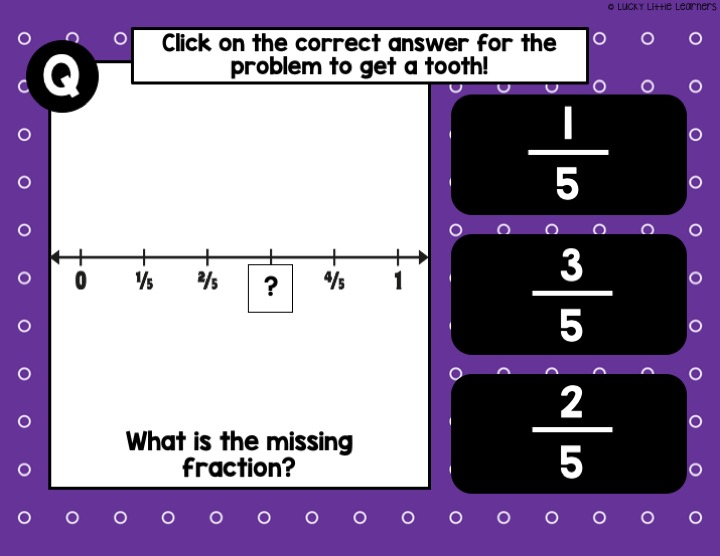 © Lucky Little Learners
Click on the correct answer for the
problem to get a tooth!
Q
0 1/5 2/5 ? 4/5 1
What is the missing
fraction?
1
5
3
5
2
5